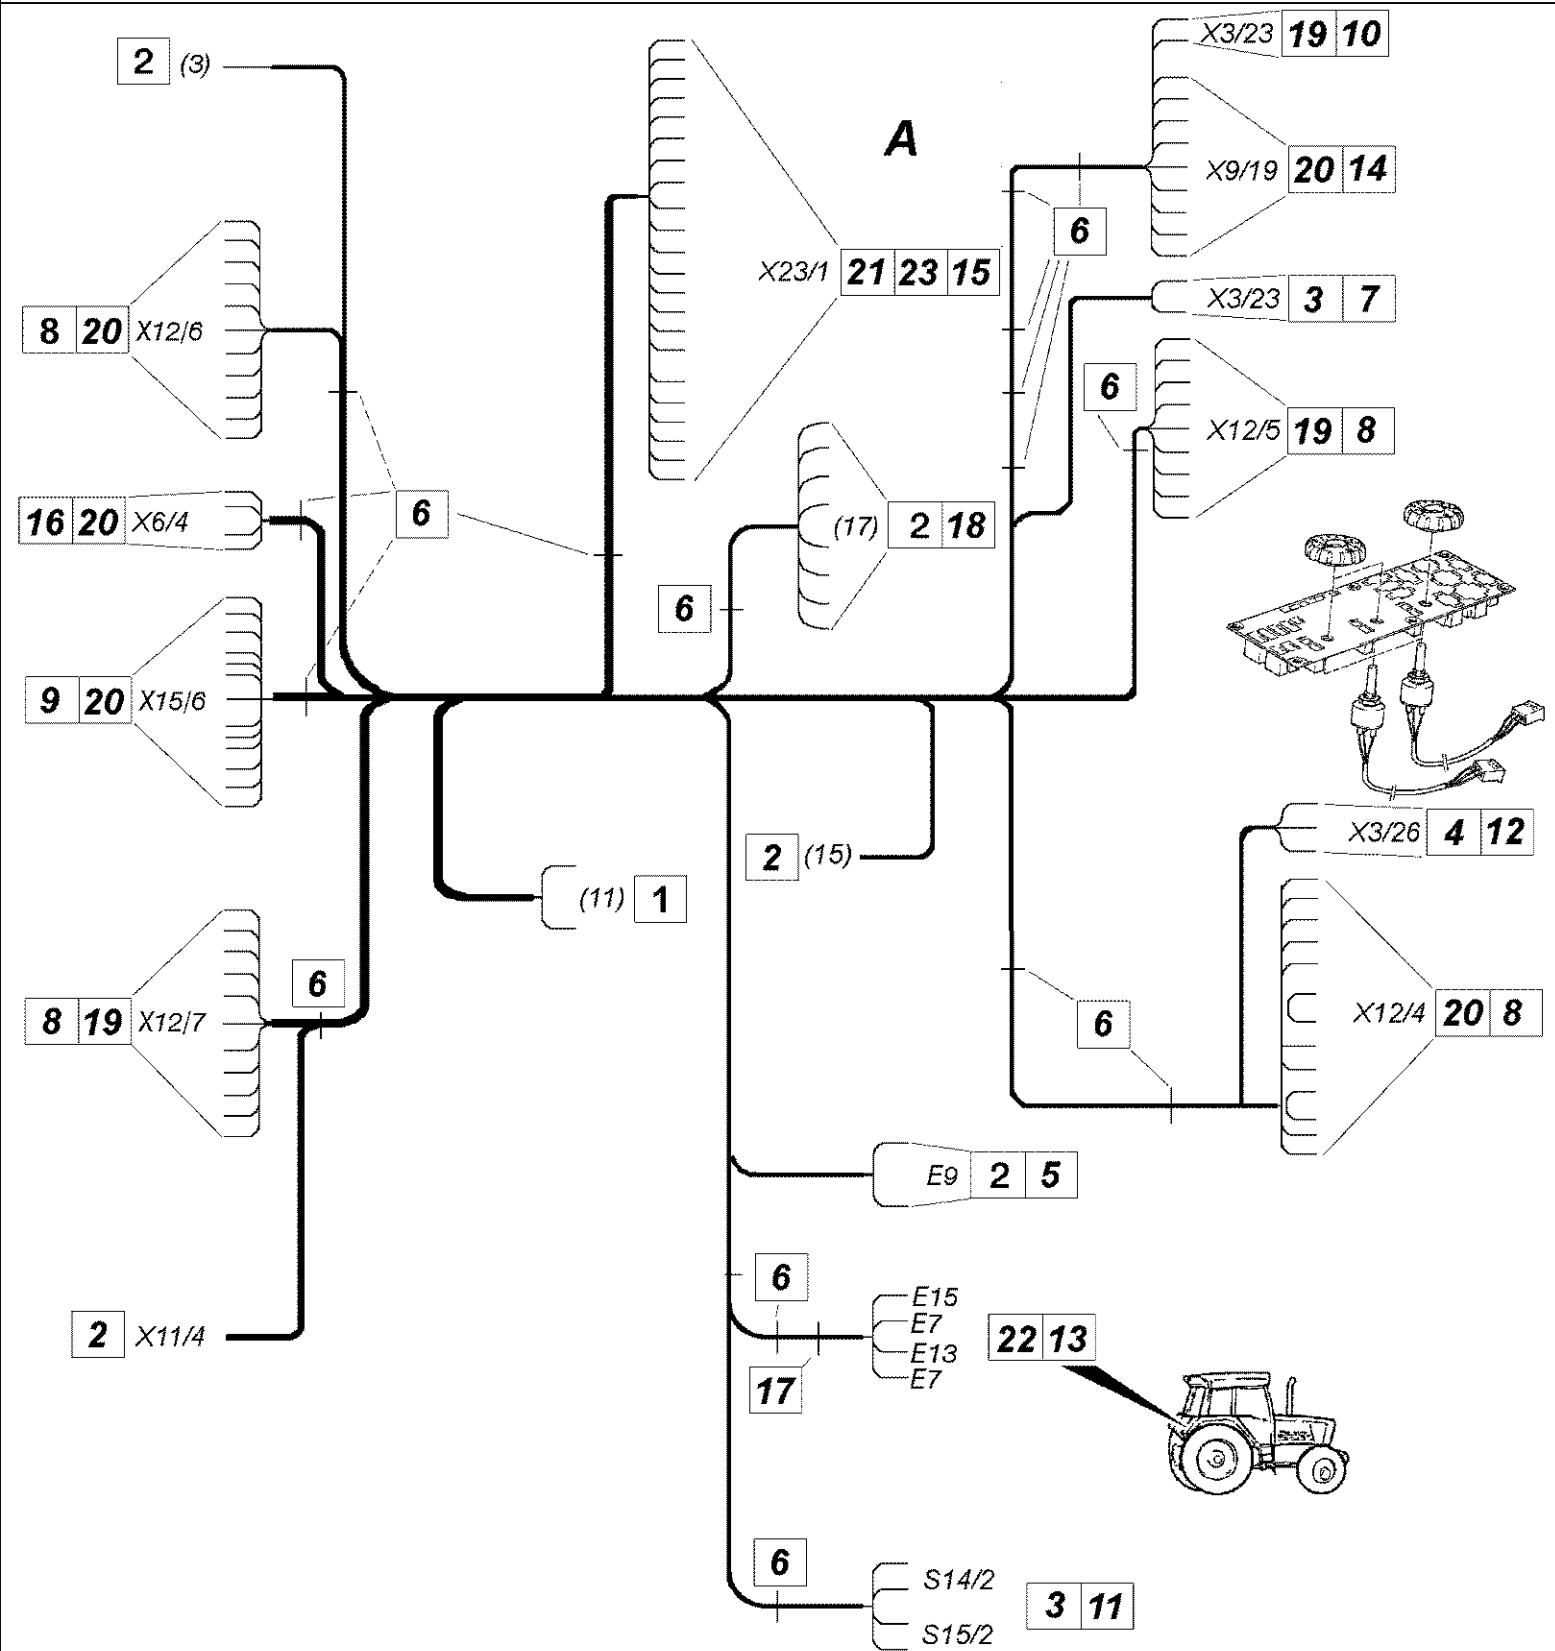 X3/23 19 10
2 (3)
A
X9/19 20 14
6
X23/1 21 23 15
X3/23 3 7
8 20 X12/6
6
X12/5 19 8
16 20 X6/4
6
(17) 2 18
6
9 20 X15/6
X3/26 4 12
2 (15)
(11) 1
6
8 19 X12/7
X12/4 20 8
6
E9 2 5
6
E15
E7
E13
E7
22 13
2 X11/4
17
6
S14/2
3 11
S15/2